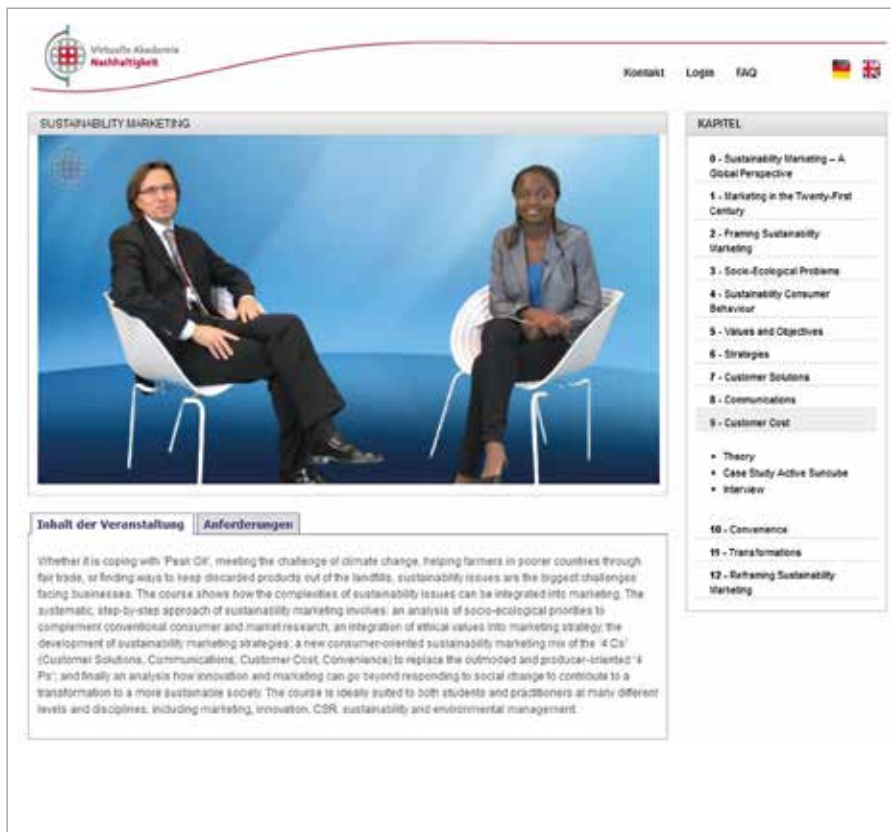 Virtuelle Akademie
Nachhaltigkeit
Kontakt Login FAQ
SUSTAINABILITY MARKETING
KAPITEL
0 - Sustainability Marketing – A
Global Perspective
1 - Marketing in the Twenty-First
Century
2 - Framing Sustainability
Marketing
3 - Socio-Ecological Problems
4 - Sustainability Consumer
Behaviour
5 - Values and Objectives
6 - Strategies
7 - Customer Solutions
8 - Communications
9 - Customer Cost
• Theory
• Case Study Active Suncube
• Interview
10 - Convenience
11 - Transformations
12 - Reframing Sustainability
Marketing
Inhalt der Veranstaltung Anforderungen
Whether it is coping with 'Pean Oil', meeting the challenge of climate change, helping farmers in poorer countries through
fair trade, or finding ways to keep discarded products out of the landfills, sustainability issues are the biggest challenges
facing businesses. The course shows how the complexities of sustainability issues can be integrated into marketing. The
systematic, step-by-step approach of sustainability marketing involves: an analysis of socio-ecological priorities to
complement conventional consumer and market research; an integration of ethical values into marketing strategy; the
development of sustainability marketing strategies; a new consumer-oriented sustainability marketing mix of the '4 Cs'
(Customer Solutions, Communications, Customer Cost, Convenience) to replace the outmoded and producer-oriented '4
Ps'; and finally an analysis how innovation and marketing can go beyond responding to social change to contribute to a
transformation to a more sustainable society. The course is ideally suited to both students and practitioners at many different
levels and disciplines, including marketing, innovation, CSR, sustainability and environmental management.